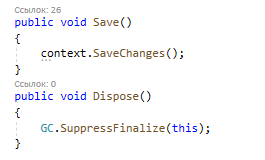 Ссылок: 26
public void Save()
{
context.SaveChanges();
}
Ссылок: 0
public void Dispose()
{
GC.SuppressFinalize(this);
}